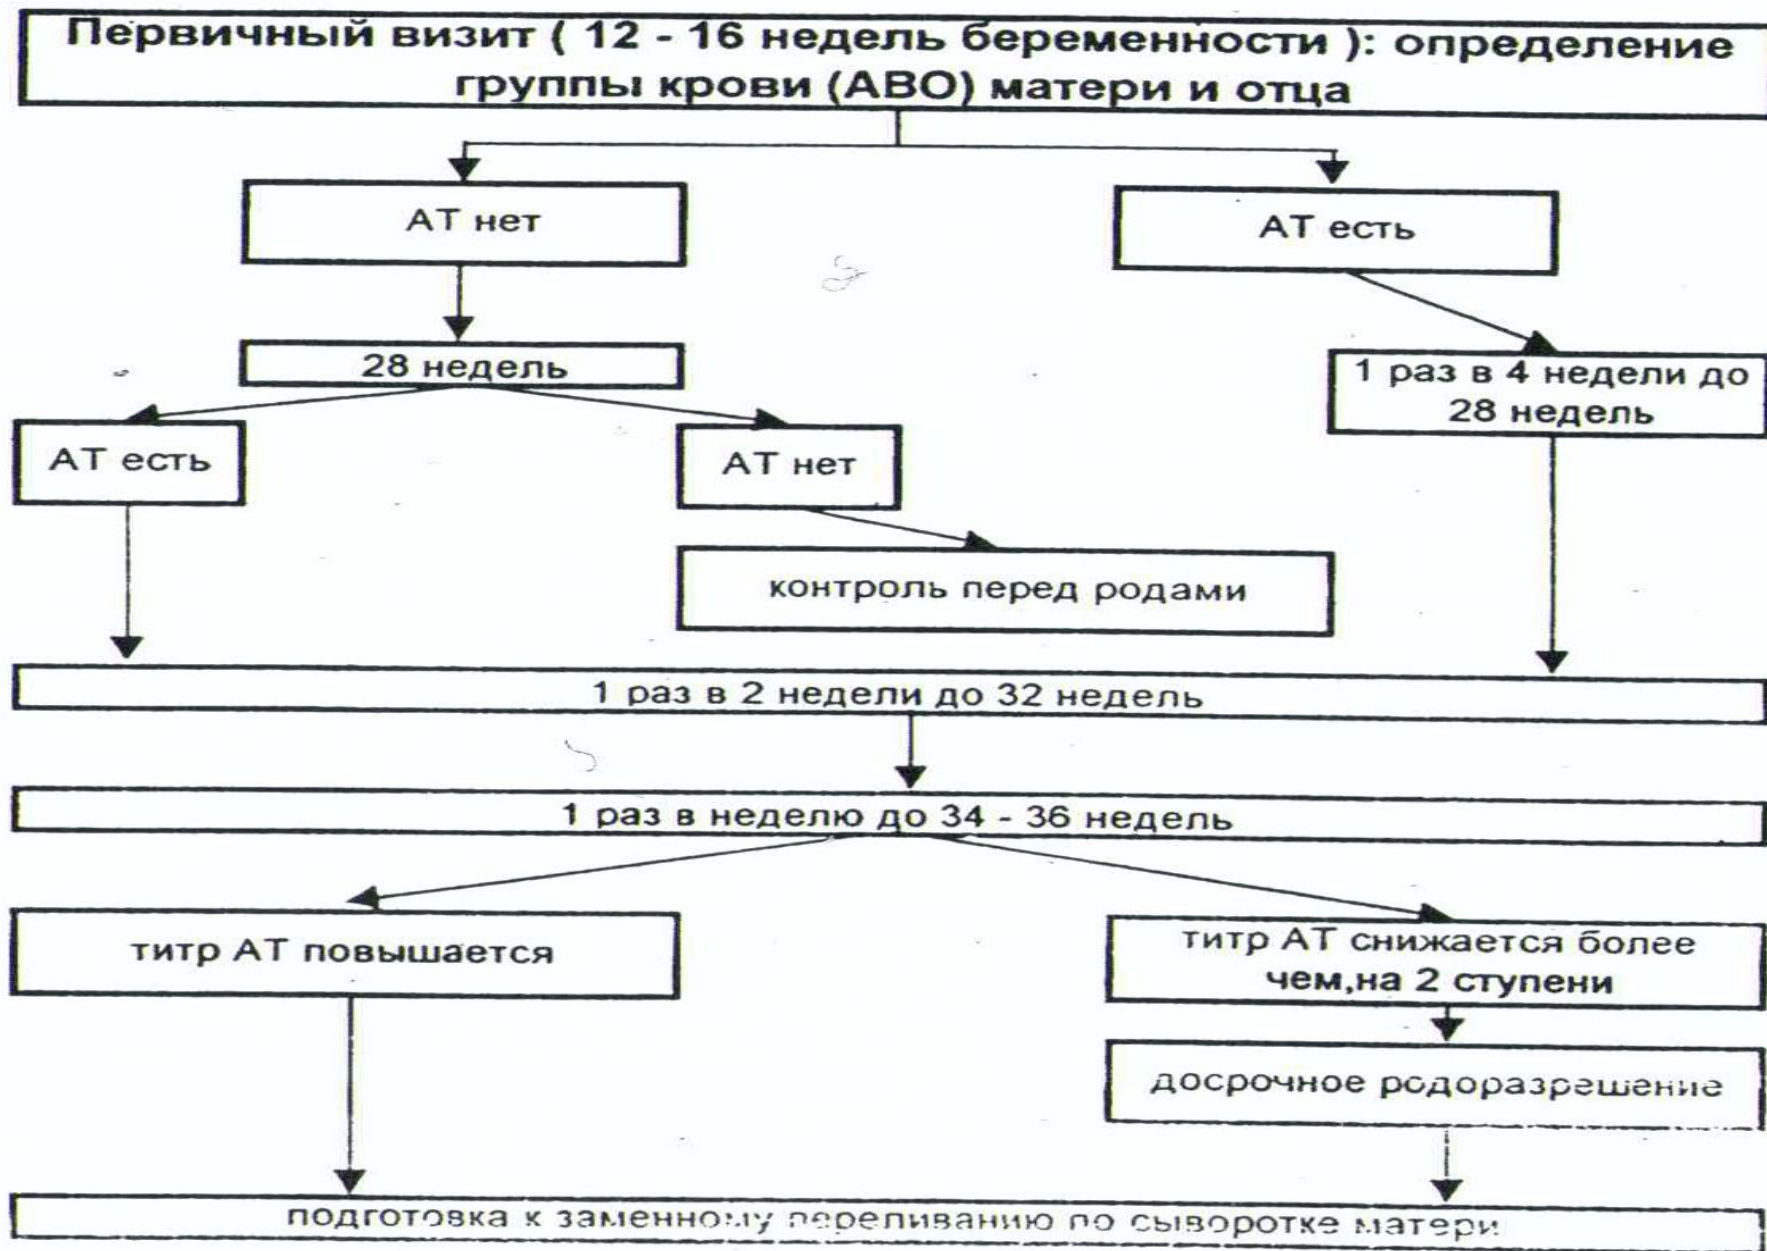 Первичный визит ( 12 - 16 недель беременности ): определение
группы крови (АВО) матери и отца
АТ нет
АТ есть
28 недель
1 раз в 4 недели до
28 недель
АТ есть
АТ нет
контроль перед родами
1 раз в 2 недели до 32 недель
1 раз в неделю до 34 - 36 недель
титр АТ повышается
титр АТ снижается более
чем,на 2 ступени
досрочное родоразрешение
подготовка к заменному переливанию по сыворотке матери